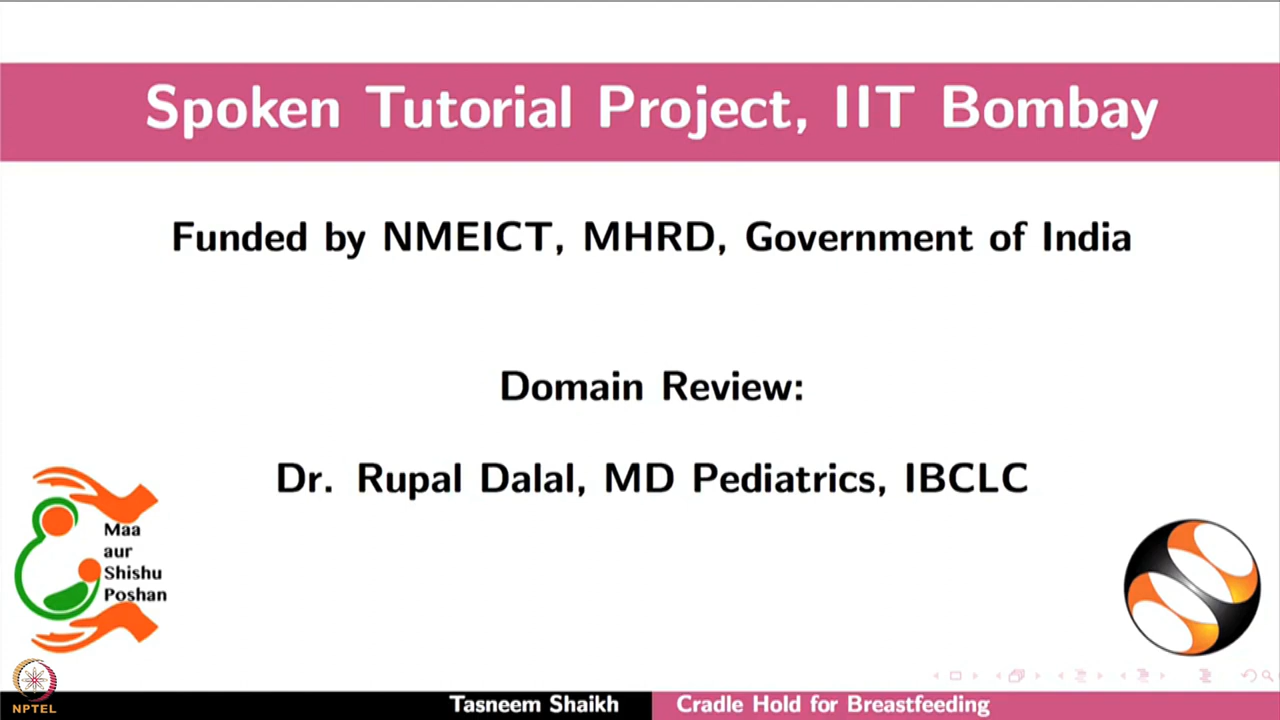 Spoken Tutorial Project, IIT Bombay
Funded by NMEICT, MHRD, Government of India
Domain Review:
Dr. Rupal Dalal, MD Pediatrics, IBCLC
Maa
aur
Shishu
Poshan
NPTEL
Tasneem Shaikh
Cradle Hold for Breastfeeding